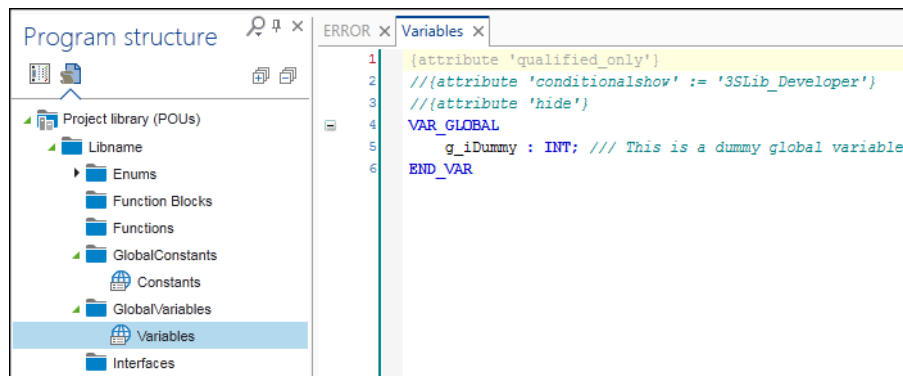 Program structure
Project library (POUs)
Libname
Enums
Function Blocks
Functions
GlobalConstants
Constants
GlobalVariables
Variables
Interfaces
ERROR Variables
1 {attribute 'qualified_only'}
2 //{attribute 'conditionalshow' := '3SLib_Developer'}
3 //{attribute 'hide'}
4 VAR_GLOBAL
5 g_iDummy : INT; /// This is a dummy global variable
6 END_VAR